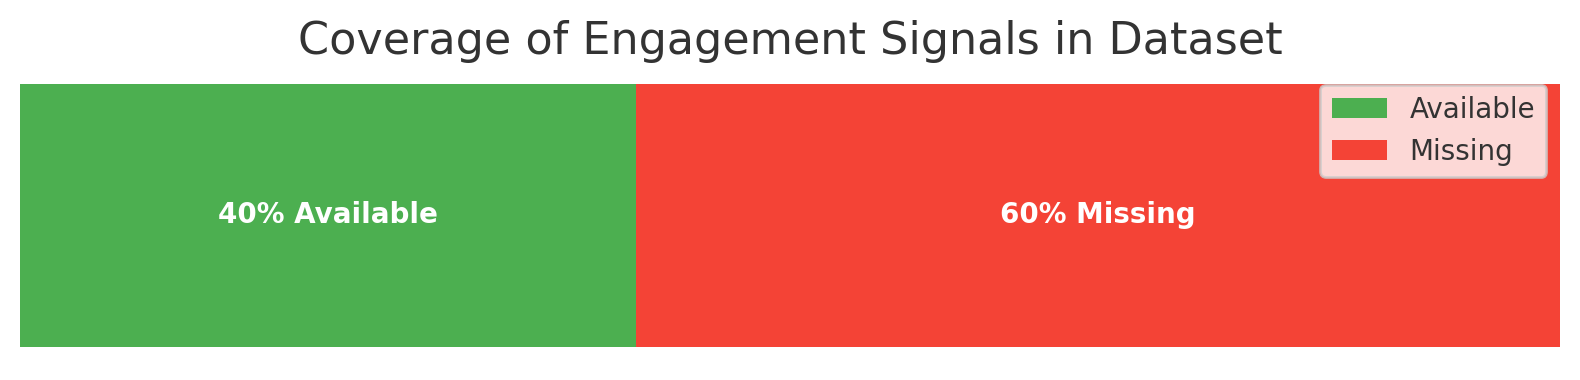 Coverage of Engagement Signals in Dataset
Available
Missing
40% Available
60% Missing